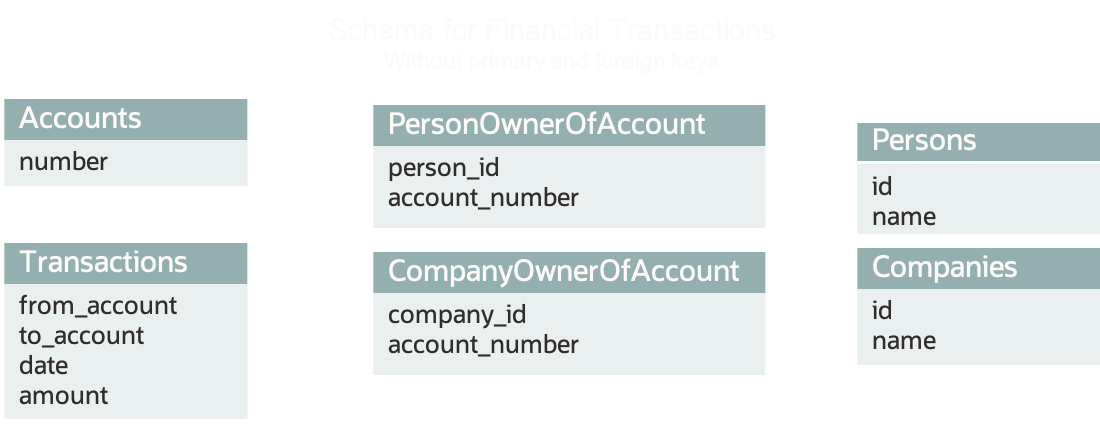 Schema for Financial Transactions
Without primary and foreign keys
Accounts
number
Transactions
from_account
to_account
date
amount
PersonOwnerOfAccount
person_id
account_number
CompanyOwnerOfAccount
company_id
account_number
Persons
id
name
Companies
id
name